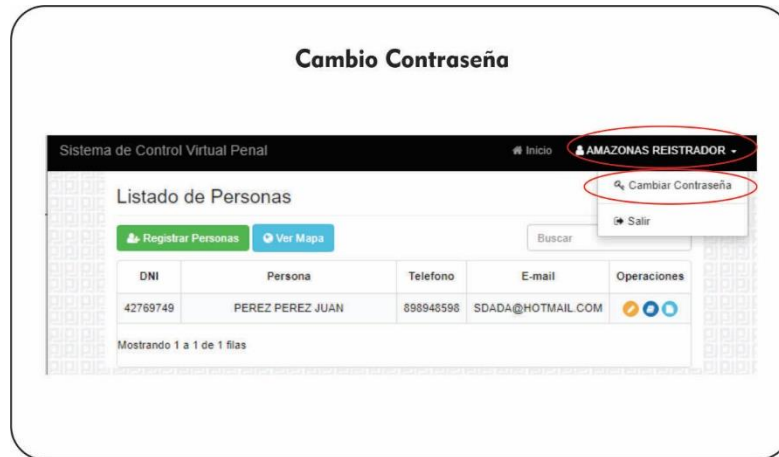 Cambio Contraseña
Sistema de Control Virtual Penal Inicio AMAZONAS REISTRADOR
Cambiar Contraseña
Salir
Listado de Personas
Registrar Personas Ver Mapa Buscar
DNI Persona Telefono E-mail Operaciones
42769749 PEREZ PEREZ JUAN 898948598 SDADA@HOTMAIL.COM
Mostrando 1 a 1 de 1 filas